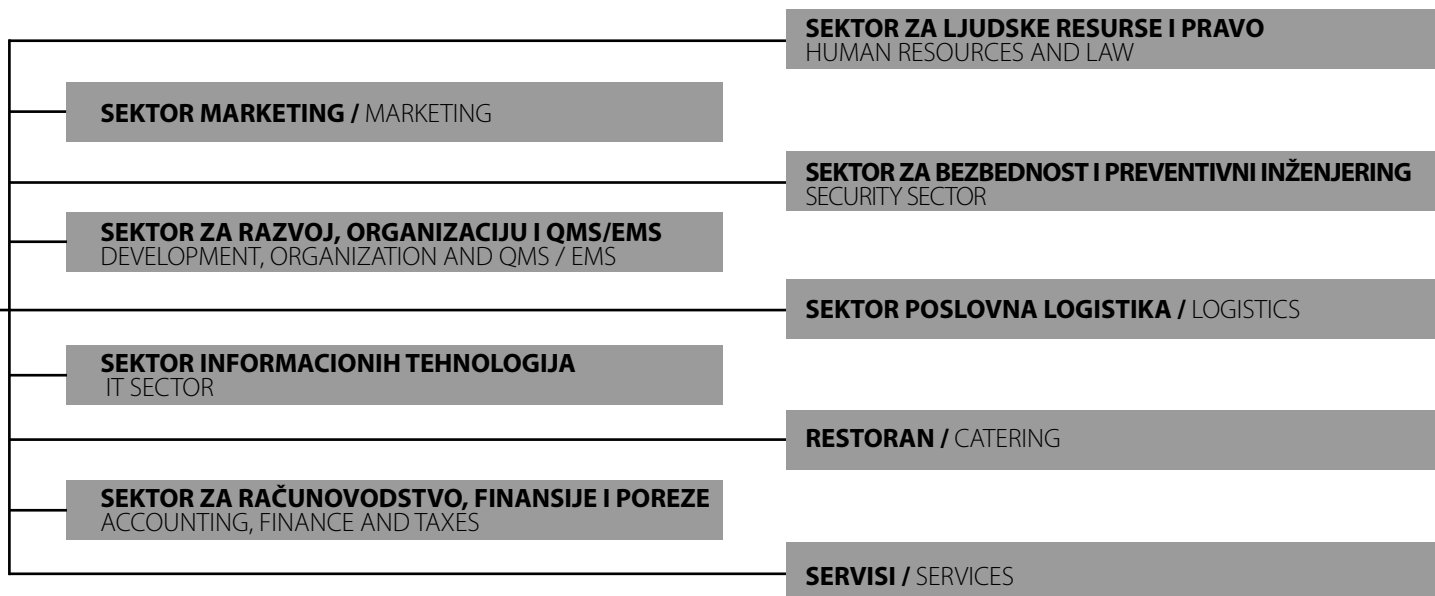 SEKTOR ZA LJUDSKE RESURSE I PRAVO
HUMAN RESOURCES AND LAW
SEKTOR MARKETING / MARKETING
SEKTOR ZA BEZBEDNOST I PREVENTIVNI INŽENJERING
SECURITY SECTOR
SEKTOR ZA RAZVOJ, ORGANIZACIJU I QMS/EMS
DEVELOPMENT, ORGANIZATION AND QMS / EMS
SEKTOR POSLOVNA LOGISTIKA / LOGISTICS
SEKTOR INFORMACIONIH TEHNOLOGIJA
IT SECTOR
RESTORAN / CATERING
SEKTOR ZA RAČUNOVODSTVO, FINANSIJE I POREZE
ACCOUNTING, FINANCE AND TAXES
SERVISI / SERVICES